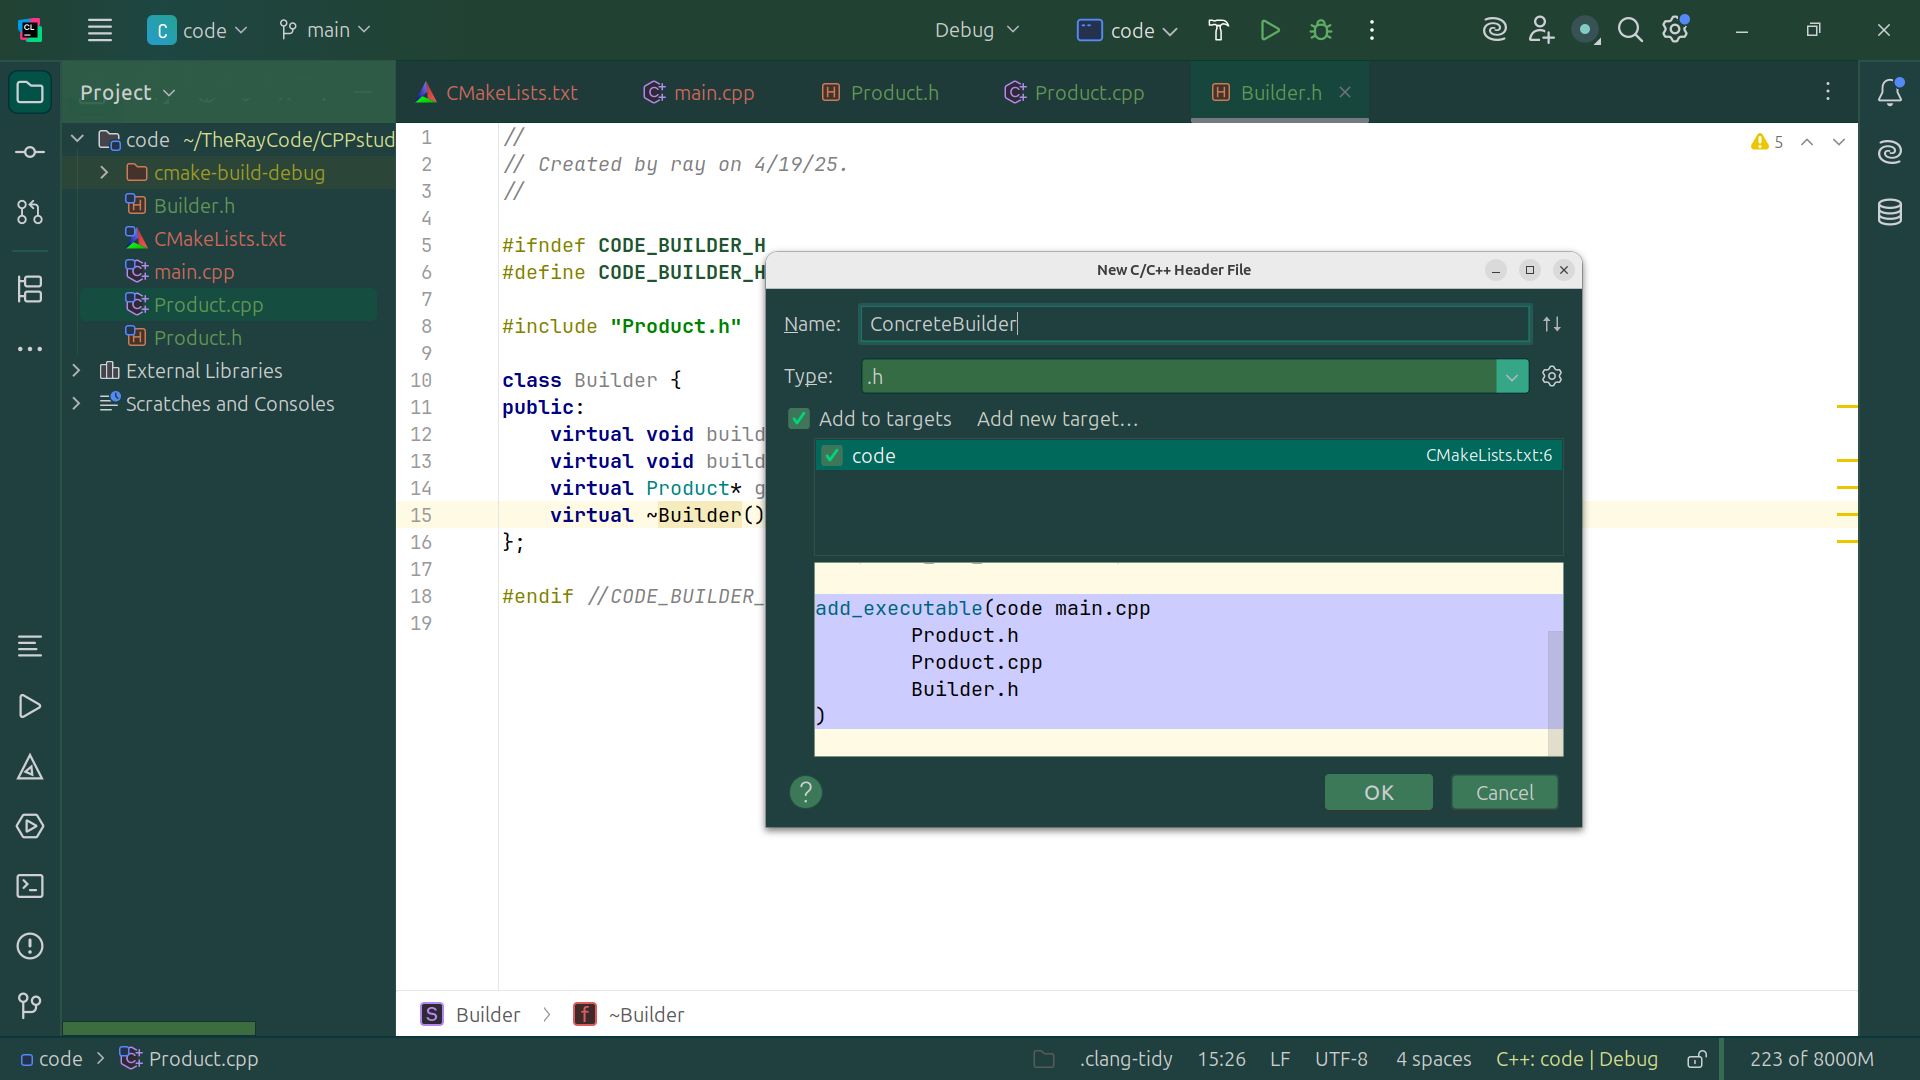 CL
C code
main
Debug
code
Project
CMakeLists.txt
main.cpp
Product.h
Product.cpp
Builder.h
code ~/TheRayCode/CPPstud
cmake-build-debug
Builder.h
CMakeLists.txt
main.cpp
Product.cpp
Product.h
External Libraries
Scratches and Consoles
5
1 //
2 // Created by ray on 4/19/25.
3 //
4
5 #ifndef CODE_BUILDER_H
6 #define CODE_BUILDER_H
7
8 #include "Product.h"
9
10 class Builder {
11 public:
12 virtual void build
13 virtual void build
14 virtual Product* g
15 virtual ~Builder()
16 };
17
18 #endif //CODE_BUILDER_
19
New C/C++ Header File
Name: ConcreteBuilder
Type: .h
Add to targets Add new target...
code CMakeLists.txt:6
add_executable(code main.cpp
Product.h
Product.cpp
Builder.h
)
? OK Cancel
S Builder f ~Builder
code Product.cpp
.clang-tidy 15:26 LF UTF-8 4 spaces C++: code | Debug 223 of 8000M